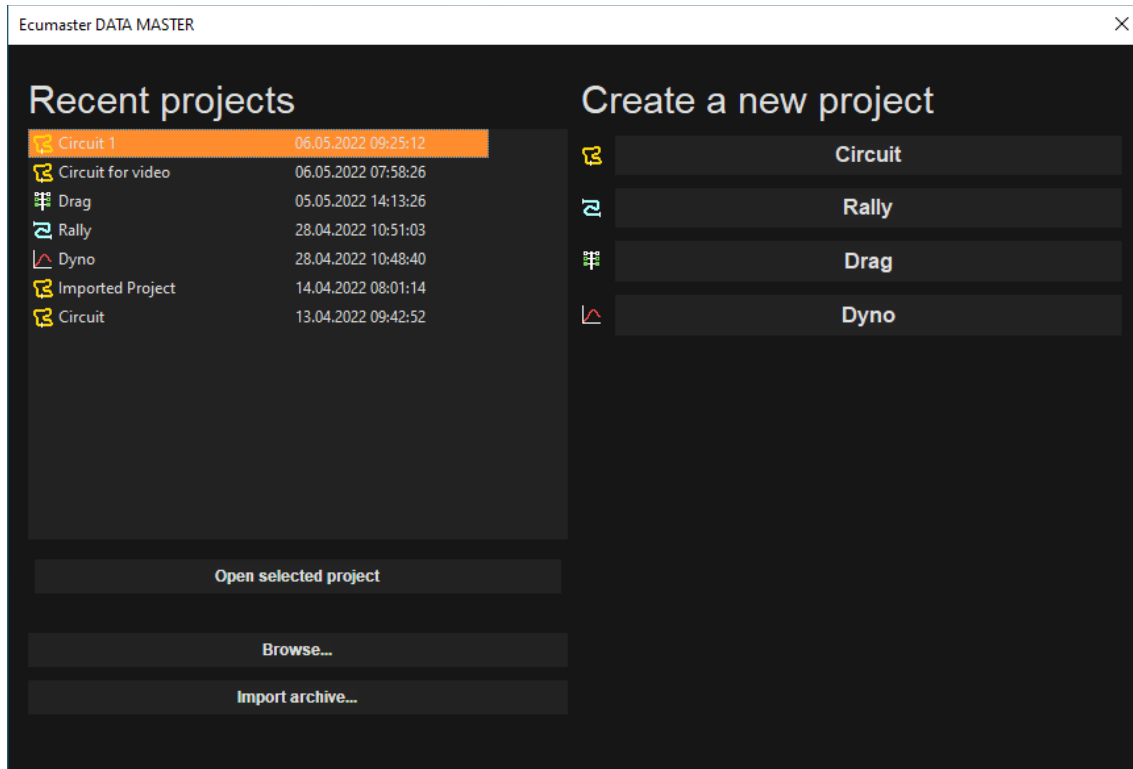 Ecumaster DATA MASTER
Recent projects
Circuit 1 06.05.2022 09:25:12
Circuit for video 06.05.2022 07:58:26
Drag 05.05.2022 14:13:26
Rally 28.04.2022 10:51:03
Dyno 28.04.2022 10:48:40
Imported Project 14.04.2022 08:01:14
Circuit 13.04.2022 09:42:52
Open selected project
Browse...
Import archive...
Create a new project
Circuit
Rally
Drag
Dyno